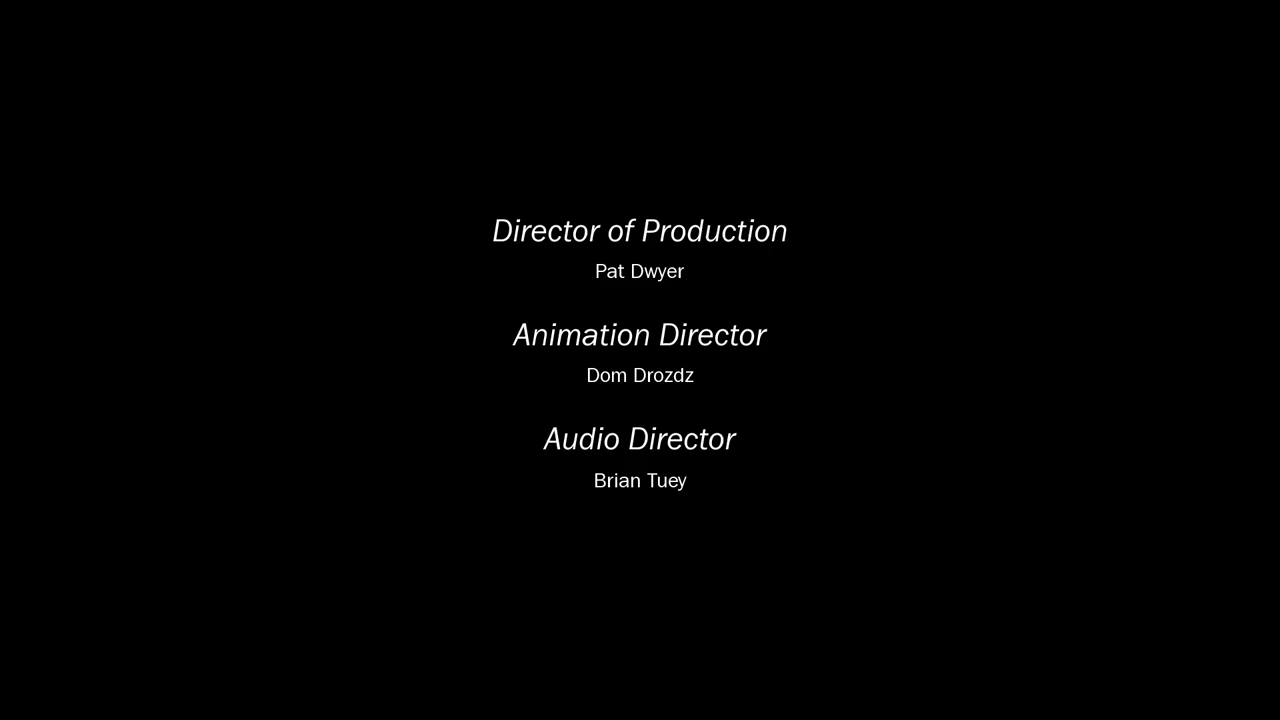 Director of Production
Pat Dwyer
Animation Director
Dom Drozdz
Audio Director
Brian Tuey